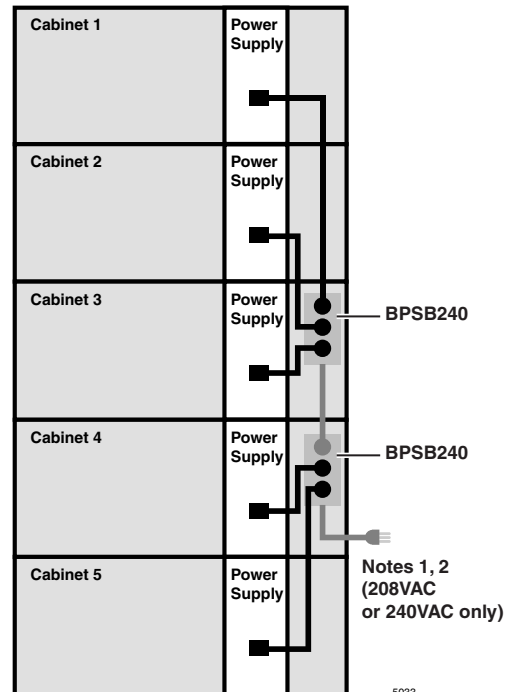 Cabinet 1
Power
Supply
Cabinet 2
Power
Supply
Cabinet 3
Power
Supply
BPSB240
Cabinet 4
Power
Supply
BPSB240
Notes 1, 2
(208VAC
or 240VAC only)
Cabinet 5
Power
Supply